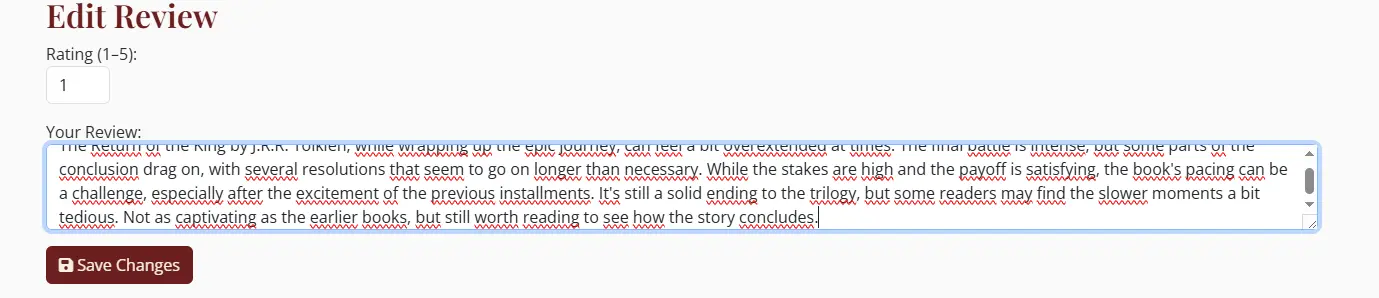 Edit Review
Rating (1–5):
1
Your Review:
The Return of the King by J.R.R. Tolkien, while wrapping up the epic journey, can feel a bit overextended at times. The final battle is intense, but some parts of the
conclusion drag on, with several resolutions that seem to go on longer than necessary. While the stakes are high and the payoff is satisfying, the book's pacing can be
a challenge, especially after the excitement of the previous installments. It's still a solid ending to the trilogy, but some readers may find the slower moments a bit
tedious. Not as captivating as the earlier books, but still worth reading to see how the story concludes.
Save Changes